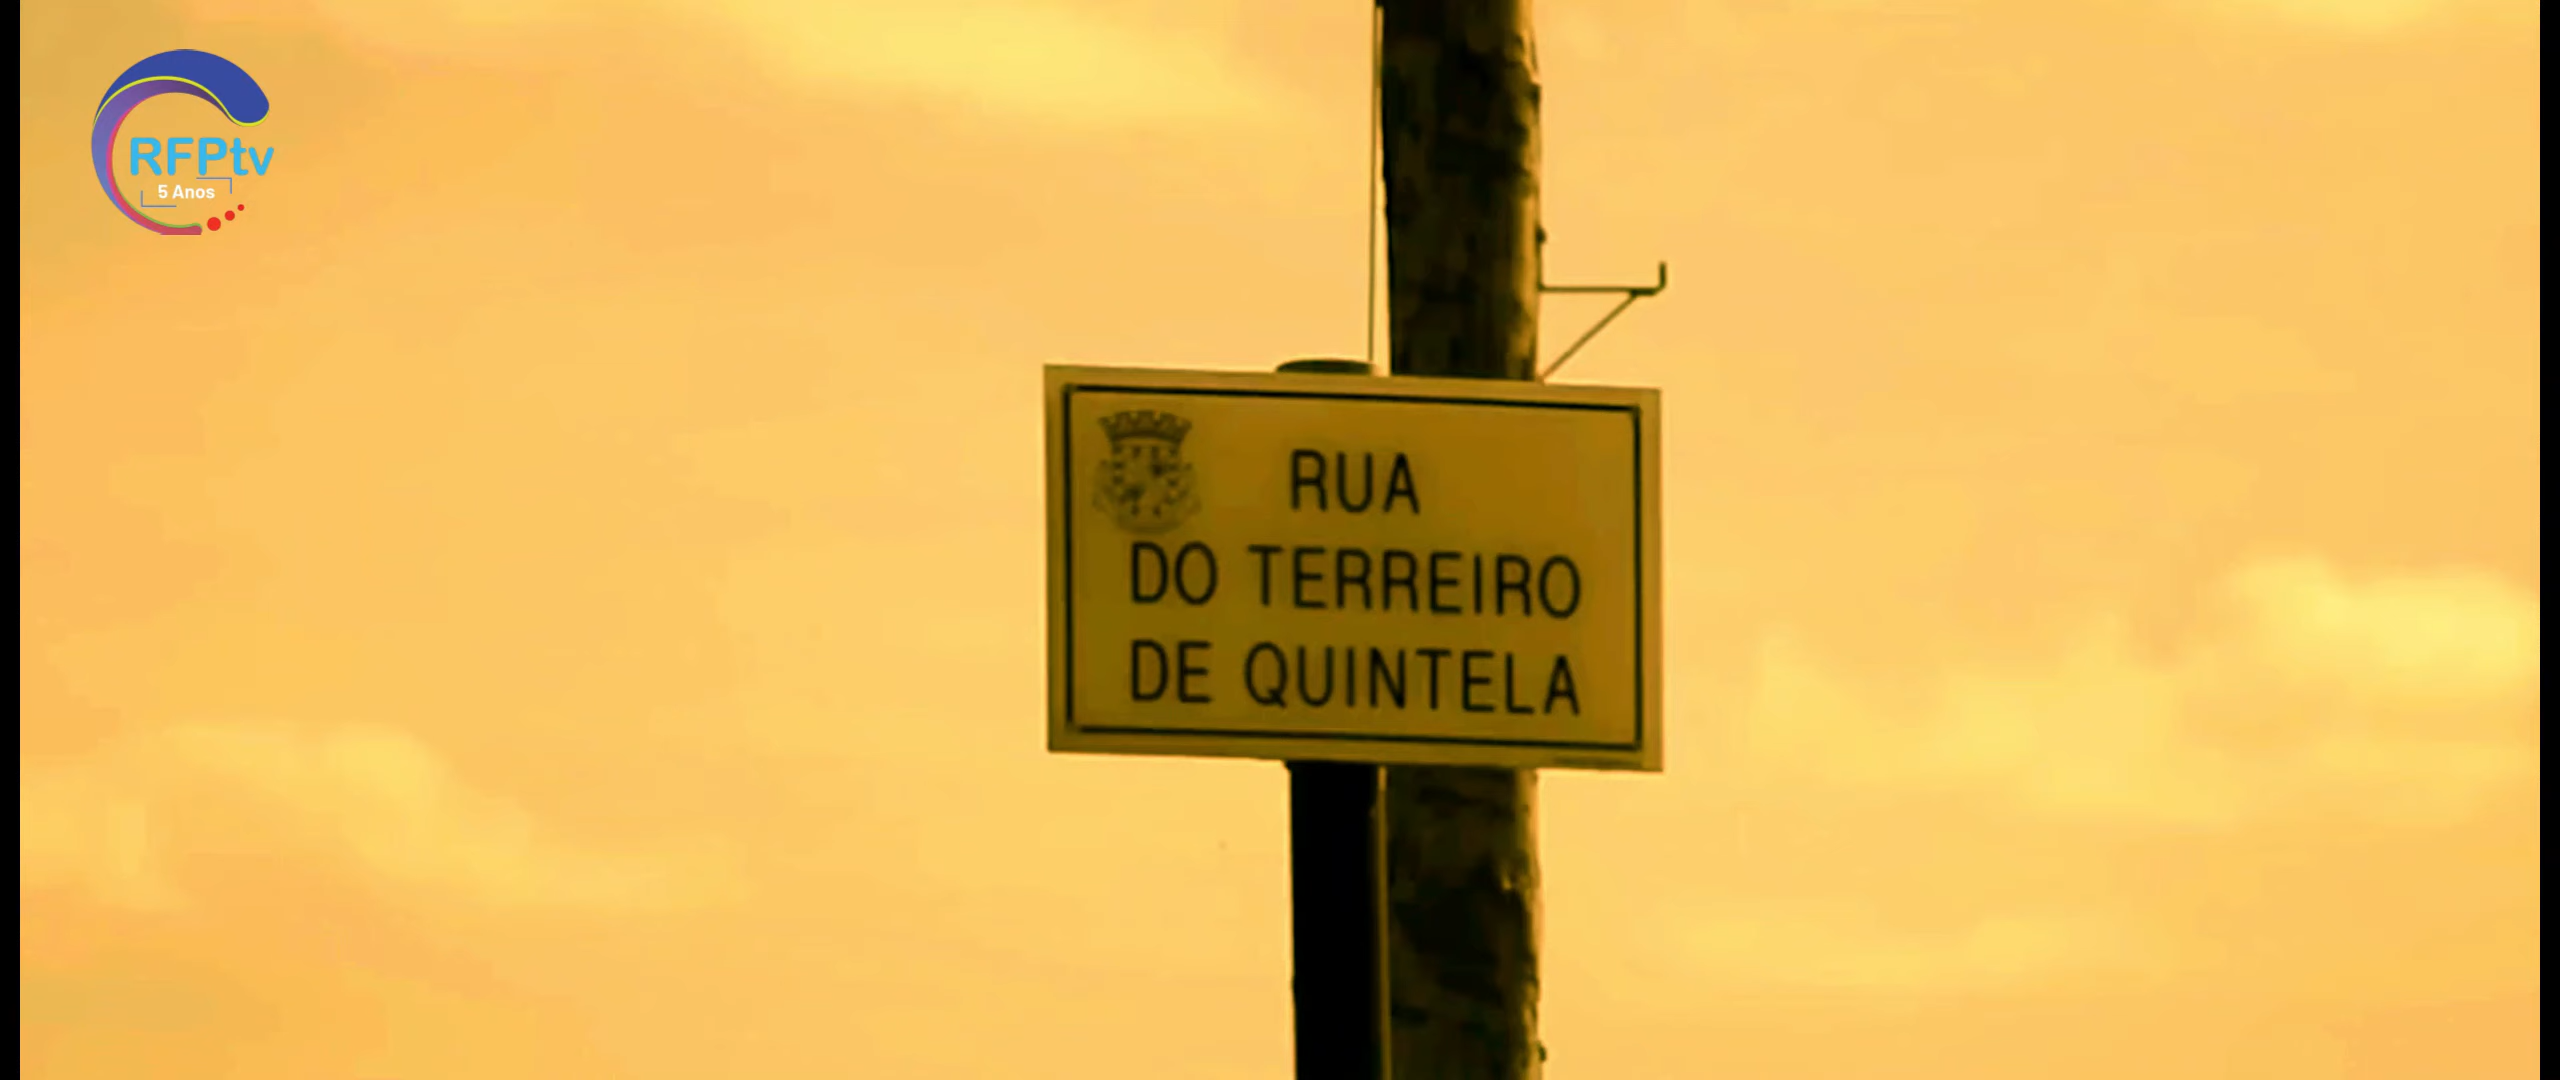 RFPtv
5 Anos
RUA
DO TERREIRO
DE QUINTELA